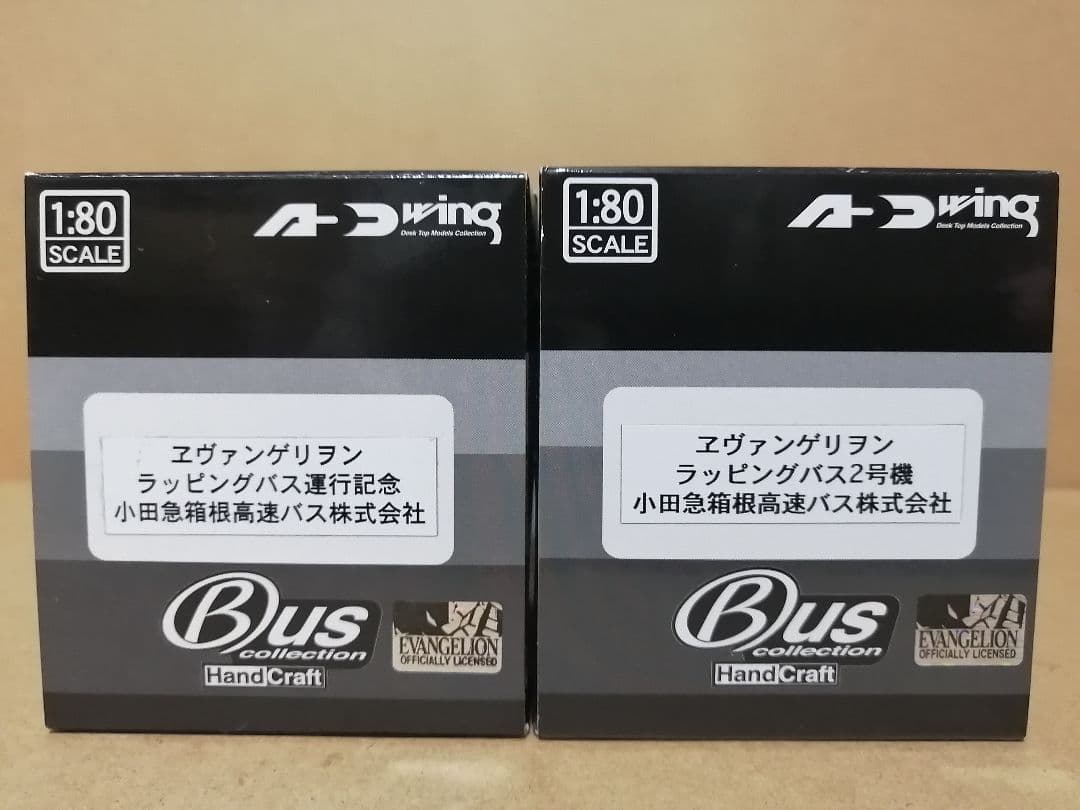 1:80
SCALE
ADD wing
Desk Top Models Collection
ヱヴァンゲリヲン
ラッピングバス運行記念
小田急箱根高速バス株式会社
Bus
collection
HandCraft
EVANGELION
OFFICIALLY LICENSED
1:80
SCALE
ADD wing
Desk Top Models Collection
ヱヴァンゲリヲン
ラッピングバス2号機
小田急箱根高速バス株式会社
Bus
collection
HandCraft
EVANGELION
OFFICIALLY LICENSED